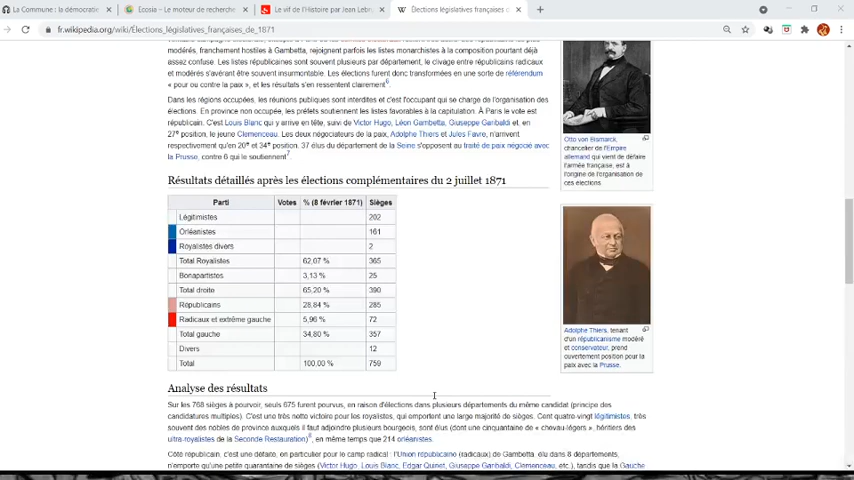 La Commune : la démocratie
Ecosia – Le moteur de recherche
Le vif de l'Histoire par Jean Lebru
Élections législatives françaises d
fr.wikipedia.org/wiki/Élections_législatives_françaises_de_1871
modérés, franchement hostiles à Gambetta, rejoignent parfois les listes monarchistes à la composition pourtant déjà
assez confuse. Les listes républicaines sont souvent plusieurs par département, le clivage entre républicains radicaux
et modérés s'avérant être souvent insurmontable. Les élections furent donc transformées en une sorte de référendum
« pour ou contre la paix », et les résultats s'en ressentent clairement6.
Dans les régions occupées, les réunions publiques sont interdites et c'est l'occupant qui se charge de l'organisation des
élections. En province non occupée, les préfets soutiennent les listes favorables à la capitulation. À Paris le vote est
républicain. C'est Louis Blanc qui y arrive en tête, suivi de Victor Hugo, Léon Gambetta, Giuseppe Garibaldi et, en
27e position, le jeune Clemenceau. Les deux négociateurs de la paix, Adolphe Thiers et Jules Favre, n'arrivent
respectivement qu'en 20e et 34e position. 37 élus du département de la Seine s'opposent au traité de paix négocié avec
la Prusse, contre 6 qui le soutiennent7.
Otto von Bismarck,
chancelier de l'Empire
allemand qui vient de défaire
l'armée française, est à
l'origine de l'organisation de
ces élections.
Résultats détaillés après les élections complémentaires du 2 juillet 1871
Parti Votes % (8 février 1871) Sièges
Légitimistes 202
Orléanistes 161
Royalistes divers 2
Total Royalistes 62,07 % 365
Bonapartistes 3,13 % 25
Total droite 65,20 % 390
Républicains 28,84 % 285
Radicaux et extrême gauche 5,96 % 72
Total gauche 34,80 % 357
Divers 12
Total 100,00 % 759
Adolphe Thiers, tenant
d'un républicanisme modéré
et conservateur, prend
ouvertement position pour la
paix avec la Prusse.
Analyse des résultats
Sur les 768 sièges à pourvoir, seuls 675 furent pourvus, en raison d'élections dans plusieurs départements du même candidat (principe des
candidatures multiples). C'est une très nette victoire pour les royalistes, qui emportent une large majorité de sièges. Cent quatre vingt légitimistes, très
souvent des nobles de province auxquels il faut adjoindre plusieurs bourgeois, sont élus (dont une cinquantaine de « chevau-légers », héritiers des
ultra-royalistes de la Seconde Restauration)8, en même temps que 214 orléanistes.
Côté républicain, c'est une défaite, en particulier pour le camp radical : l'Union républicaine (radicaux) de Gambetta, élu dans 8 départements,
n'emporte qu'une petite quarantaine de sièges (Victor Hugo, Louis Blanc, Edgar Quinet, Giuseppe Garibaldi, Clemenceau, etc.), tandis que la Gauche